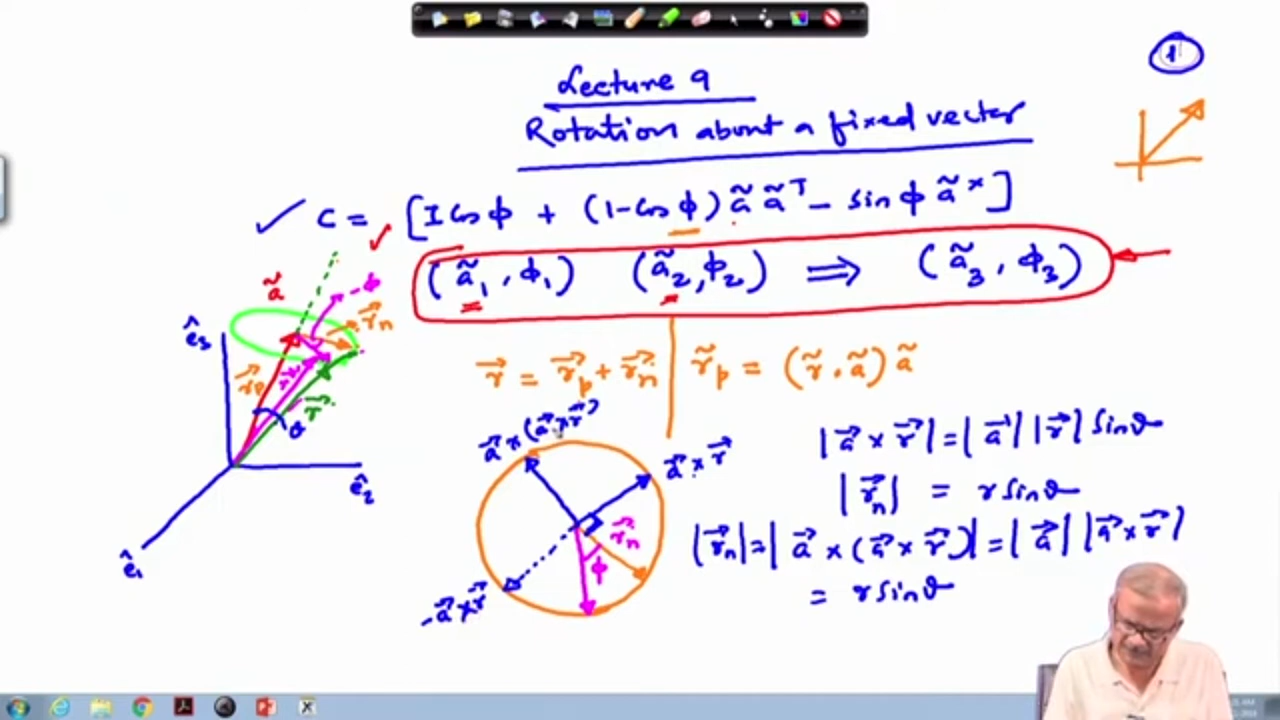 1
Lecture 9
Rotation about a fixed vector
✓ C = [I Cos ϕ + (1-Cos ϕ) ã ã^T - Sin ϕ ã^×]
✓ (ã₁, ϕ₁) (ã₂, ϕ₂) ⟹ (ã₃, ϕ₃)
ã
ϕ
r⃗_n
ê₃
r⃗_p
r⃗
θ
ê₂
ê₁
r⃗ = r⃗_p + r⃗_n
r̃_p = (r̃ . ã) ã
a⃗ × (a⃗ × r⃗)
a⃗ × r⃗
r⃗_n
ϕ
-a⃗ × r⃗
|a⃗ × r⃗| = |a⃗| |r⃗| Sin θ
|r⃗_n| = r sin θ
|r⃗_n| = |a⃗ × (a⃗ × r⃗)| = |a⃗| |a⃗ × r⃗|
= r sin θ